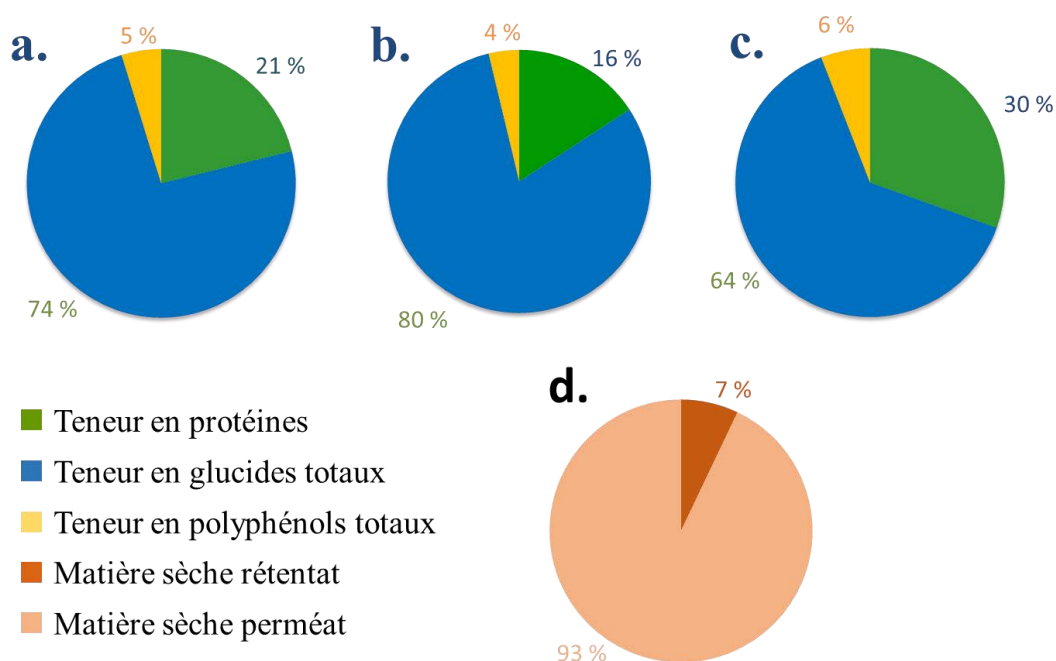 a.
5 %
21 %
74 %
b.
4 %
16 %
80 %
c.
6 %
30 %
64 %
d.
7 %
93 %
Teneur en protéines
Teneur en glucides totaux
Teneur en polyphénols totaux
Matière sèche rétentat
Matière sèche perméat